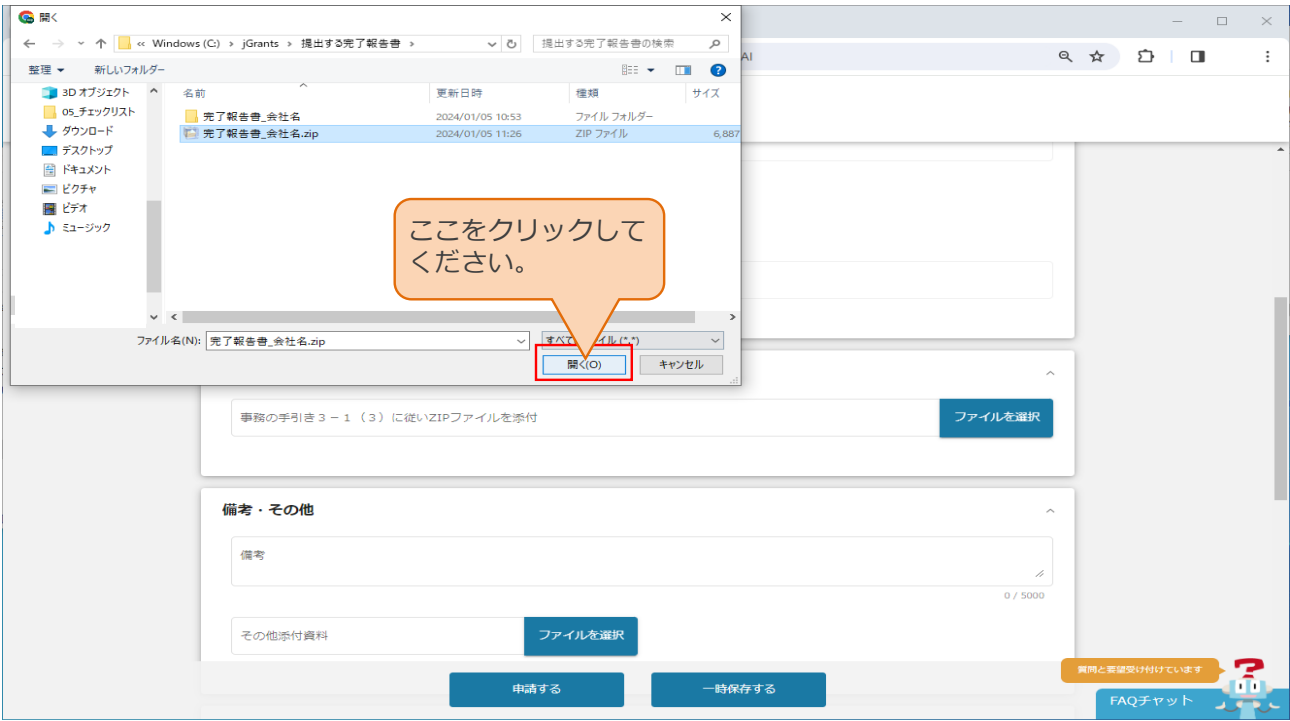 開く
« Windows (C:) › jGrants › 提出する完了報告書 ›
提出する完了報告書の検索
AI
整理
新しいフォルダー
3D オブジェクト
05_チェックリスト
ダウンロード
デスクトップ
ドキュメント
ピクチャ
ビデオ
ミュージック
名前 更新日時 種類 サイズ
完了報告書_会社名 2024/01/05 10:53 ファイル フォルダー
完了報告書_会社名.zip 2024/01/05 11:26 ZIP ファイル 6,887
ここをクリックして
ください。
ファイル名(N): 完了報告書_会社名.zip
開く(O) キャンセル
事務の手引き3-1(3)に従いZIPファイルを添付
ファイルを選択
備考・その他
備考
0 / 5000
その他添付資料
ファイルを選択
申請する
一時保存する
質問と要望受け付けています
FAQチャット